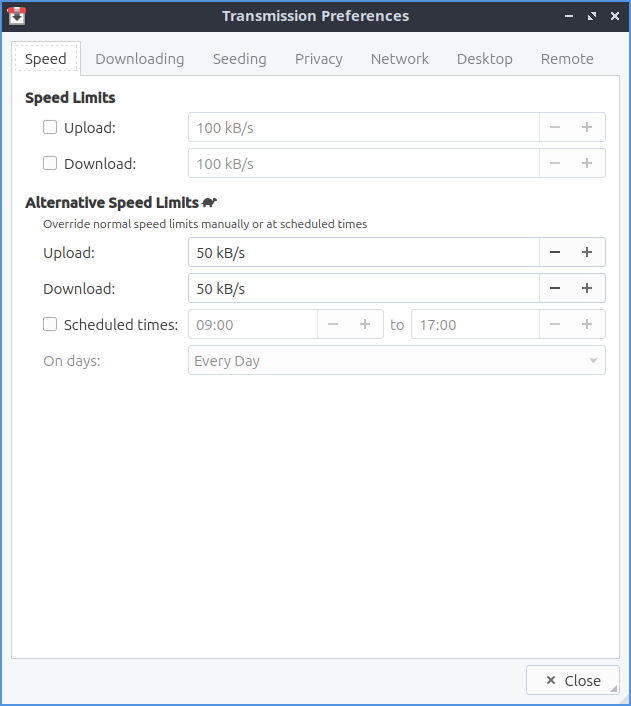 Transmission Preferences
Speed Downloading Seeding Privacy Network Desktop Remote
Speed Limits
Upload: 100 kB/s
Download: 100 kB/s
Alternative Speed Limits
Override normal speed limits manually or at scheduled times
Upload: 50 kB/s
Download: 50 kB/s
Scheduled times: 09:00 to 17:00
On days: Every Day
Close